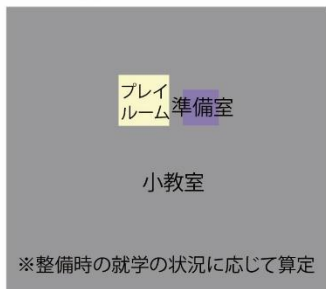 プレイ
ルーム
準備室
小教室
※整備時の就学の状況に応じて算定